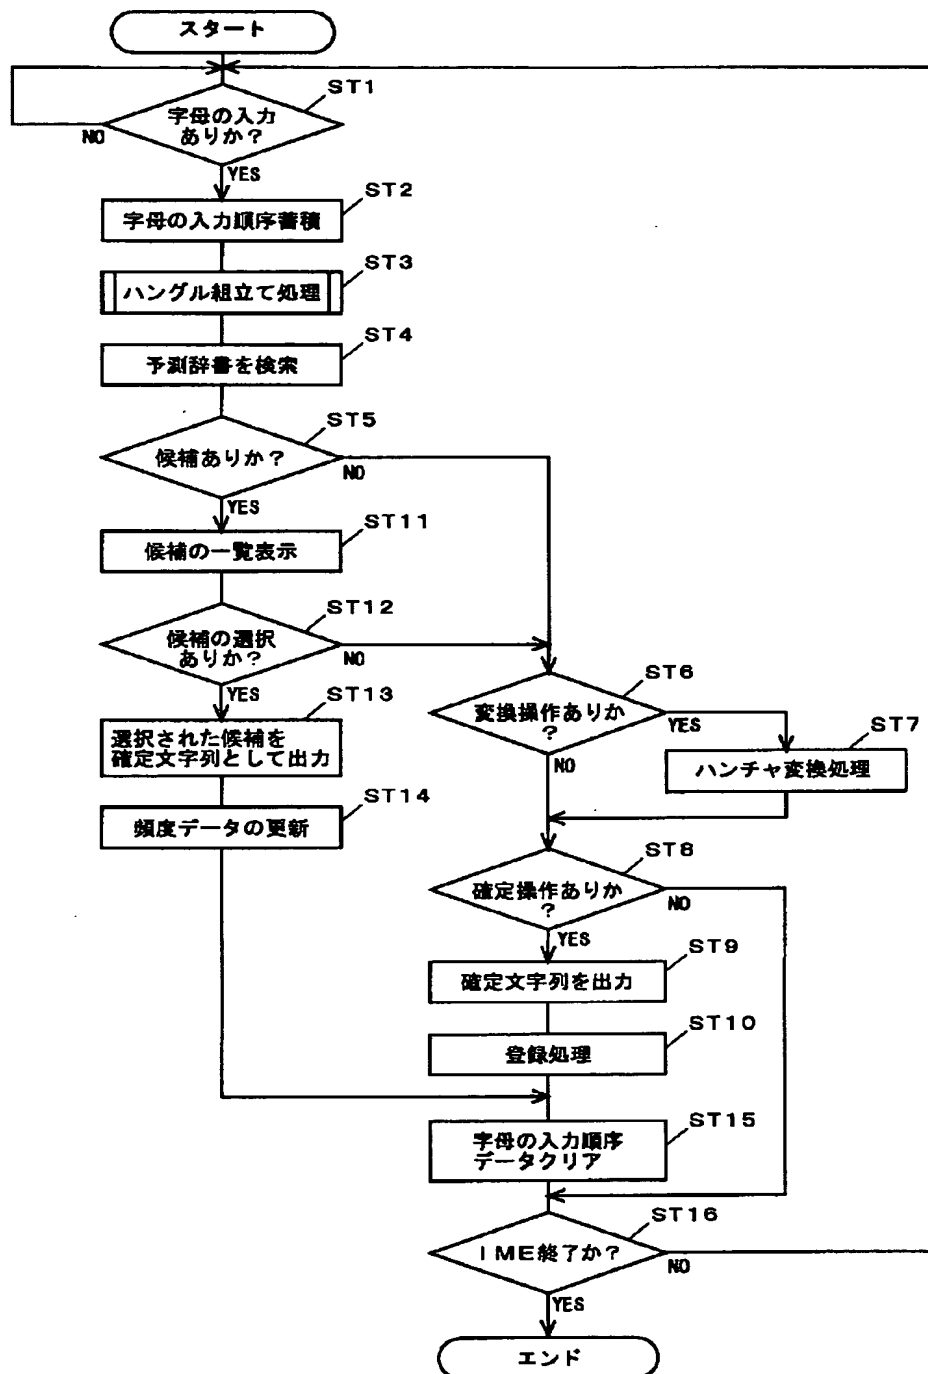 スタート
ST1
字母の入力
ありか？
NO
YES
ST2
字母の入力順序蓄積
ST3
ハングル組立て処理
ST4
予測辞書を検索
ST5
候補ありか？
NO
YES
ST11
候補の一覧表示
ST12
候補の選択
ありか？
NO
YES
ST13
選択された候補を
確定文字列として出力
ST14
頻度データの更新
ST6
変換操作ありか
？
YES
NO
ST7
ハンチャ変換処理
ST8
確定操作ありか
？
NO
YES
ST9
確定文字列を出力
ST10
登録処理
ST15
字母の入力順序
データクリア
ST16
IME終了か？
NO
YES
エンド